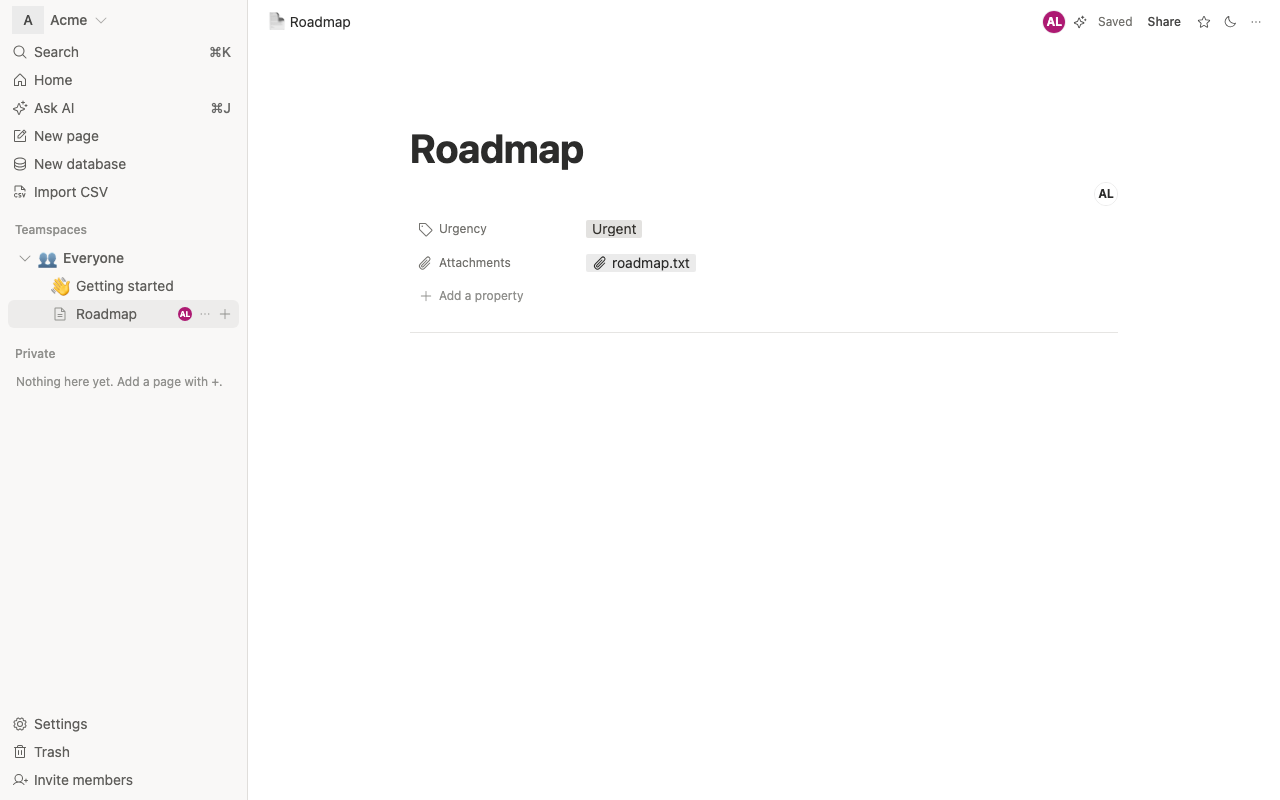 A Acme
Search ⌘K
Home
Ask AI ⌘J
New page
New database
Import CSV
Teamspaces
Everyone
Getting started
Roadmap AL
Private
Nothing here yet. Add a page with +.
Settings
Trash
Invite members
Roadmap
AL Saved Share
Roadmap
AL
Urgency Urgent
Attachments roadmap.txt
Add a property